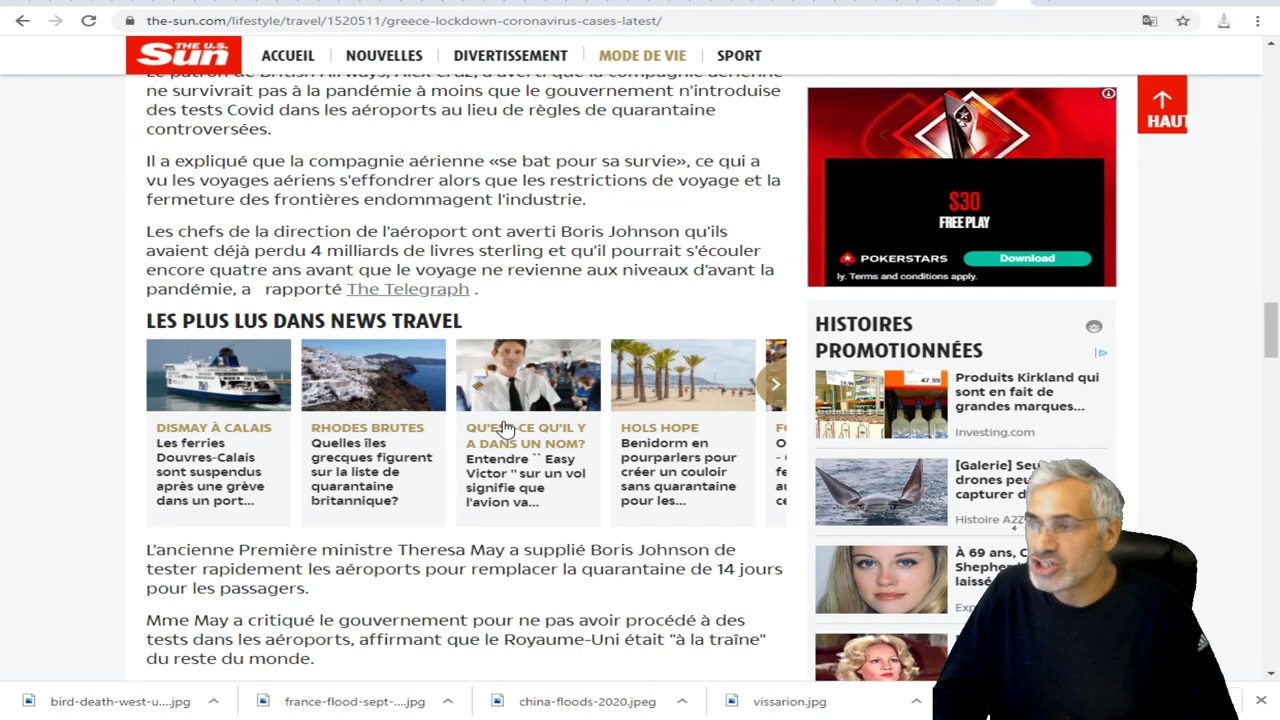 the-sun.com/lifestyle/travel/1520511/greece-lockdown-coronavirus-cases-latest/
THE U.S. Sun
ACCUEIL NOUVELLES DIVERTISSEMENT MODE DE VIE SPORT
Le patron de British Airways, Alex Cruz, a averti que la compagnie aérienne
ne survivrait pas à la pandémie à moins que le gouvernement n'introduise
des tests Covid dans les aéroports au lieu de règles de quarantaine
controversées.
Il a expliqué que la compagnie aérienne «se bat pour sa survie», ce qui a
vu les voyages aériens s'effondrer alors que les restrictions de voyage et la
fermeture des frontières endommagent l'industrie.
Les chefs de la direction de l'aéroport ont averti Boris Johnson qu'ils
avaient déjà perdu 4 milliards de livres sterling et qu'il pourrait s'écouler
encore quatre ans avant que le voyage ne revienne aux niveaux d'avant la
pandémie, a rapporté The Telegraph .
LES PLUS LUS DANS NEWS TRAVEL
DISMAY À CALAIS
Les ferries
Douvres-Calais
sont suspendus
après une grève
dans un port...
RHODES BRUTES
Quelles îles
grecques figurent
sur la liste de
quarantaine
britannique?
QU'EST-CE QU'IL Y
A DANS UN NOM?
Entendre `` Easy
Victor '' sur un vol
signifie que
l'avion va...
HOLS HOPE
Benidorm en
pourparlers pour
créer un couloir
sans quarantaine
pour les...
L'ancienne Première ministre Theresa May a supplié Boris Johnson de
tester rapidement les aéroports pour remplacer la quarantaine de 14 jours
pour les passagers.
Mme May a critiqué le gouvernement pour ne pas avoir procédé à des
tests dans les aéroports, affirmant que le Royaume-Uni était "à la traîne"
du reste du monde.
HAUT
$30
FREE PLAY
POKERSTARS Download
ly. Terms and conditions apply.
HISTOIRES
PROMOTIONNÉES
47.99
Produits Kirkland qui
sont en fait de
grandes marques...
Investing.com
[Galerie]
drones
capturer
Histoire A2Z
À 69 ans,
laissé
bird-death-west-u....jpg france-flood-sept-....jpg china-floods-2020.jpeg vissarion.jpg